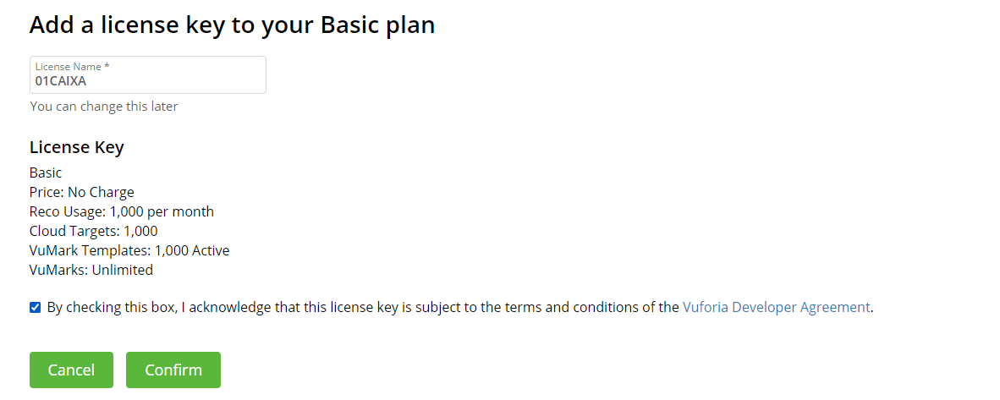 Add a license key to your Basic plan
License Name *
01CAIXA
You can change this later
License Key
Basic
Price: No Charge
Reco Usage: 1,000 per month
Cloud Targets: 1,000
VuMark Templates: 1,000 Active
VuMarks: Unlimited
By checking this box, I acknowledge that this license key is subject to the terms and conditions of the Vuforia Developer Agreement.
Cancel Confirm